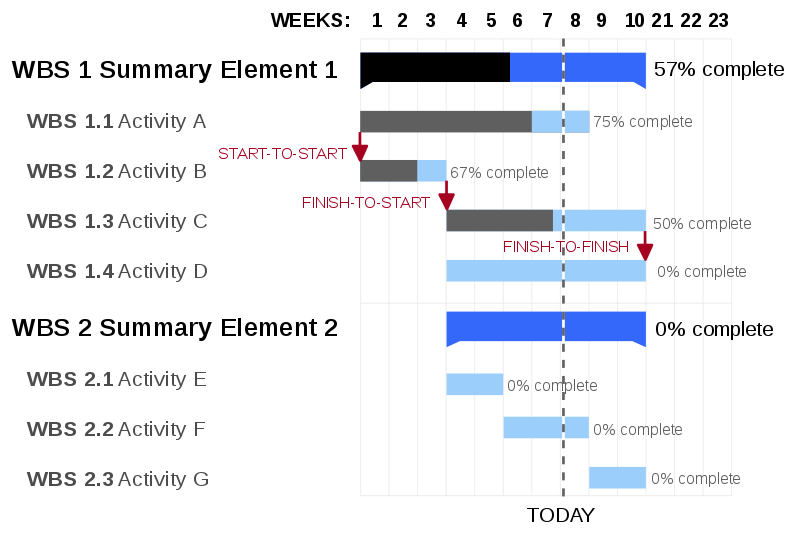 WEEKS: 1 2 3 4 5 6 7 8 9 10 21 22 23
WBS 1 Summary Element 1 57% complete
WBS 1.1 Activity A 75% complete
START-TO-START
WBS 1.2 Activity B 67% complete
FINISH-TO-START
WBS 1.3 Activity C 50% complete
FINISH-TO-FINISH
WBS 1.4 Activity D 0% complete
WBS 2 Summary Element 2 0% complete
WBS 2.1 Activity E 0% complete
WBS 2.2 Activity F 0% complete
WBS 2.3 Activity G 0% complete
TODAY